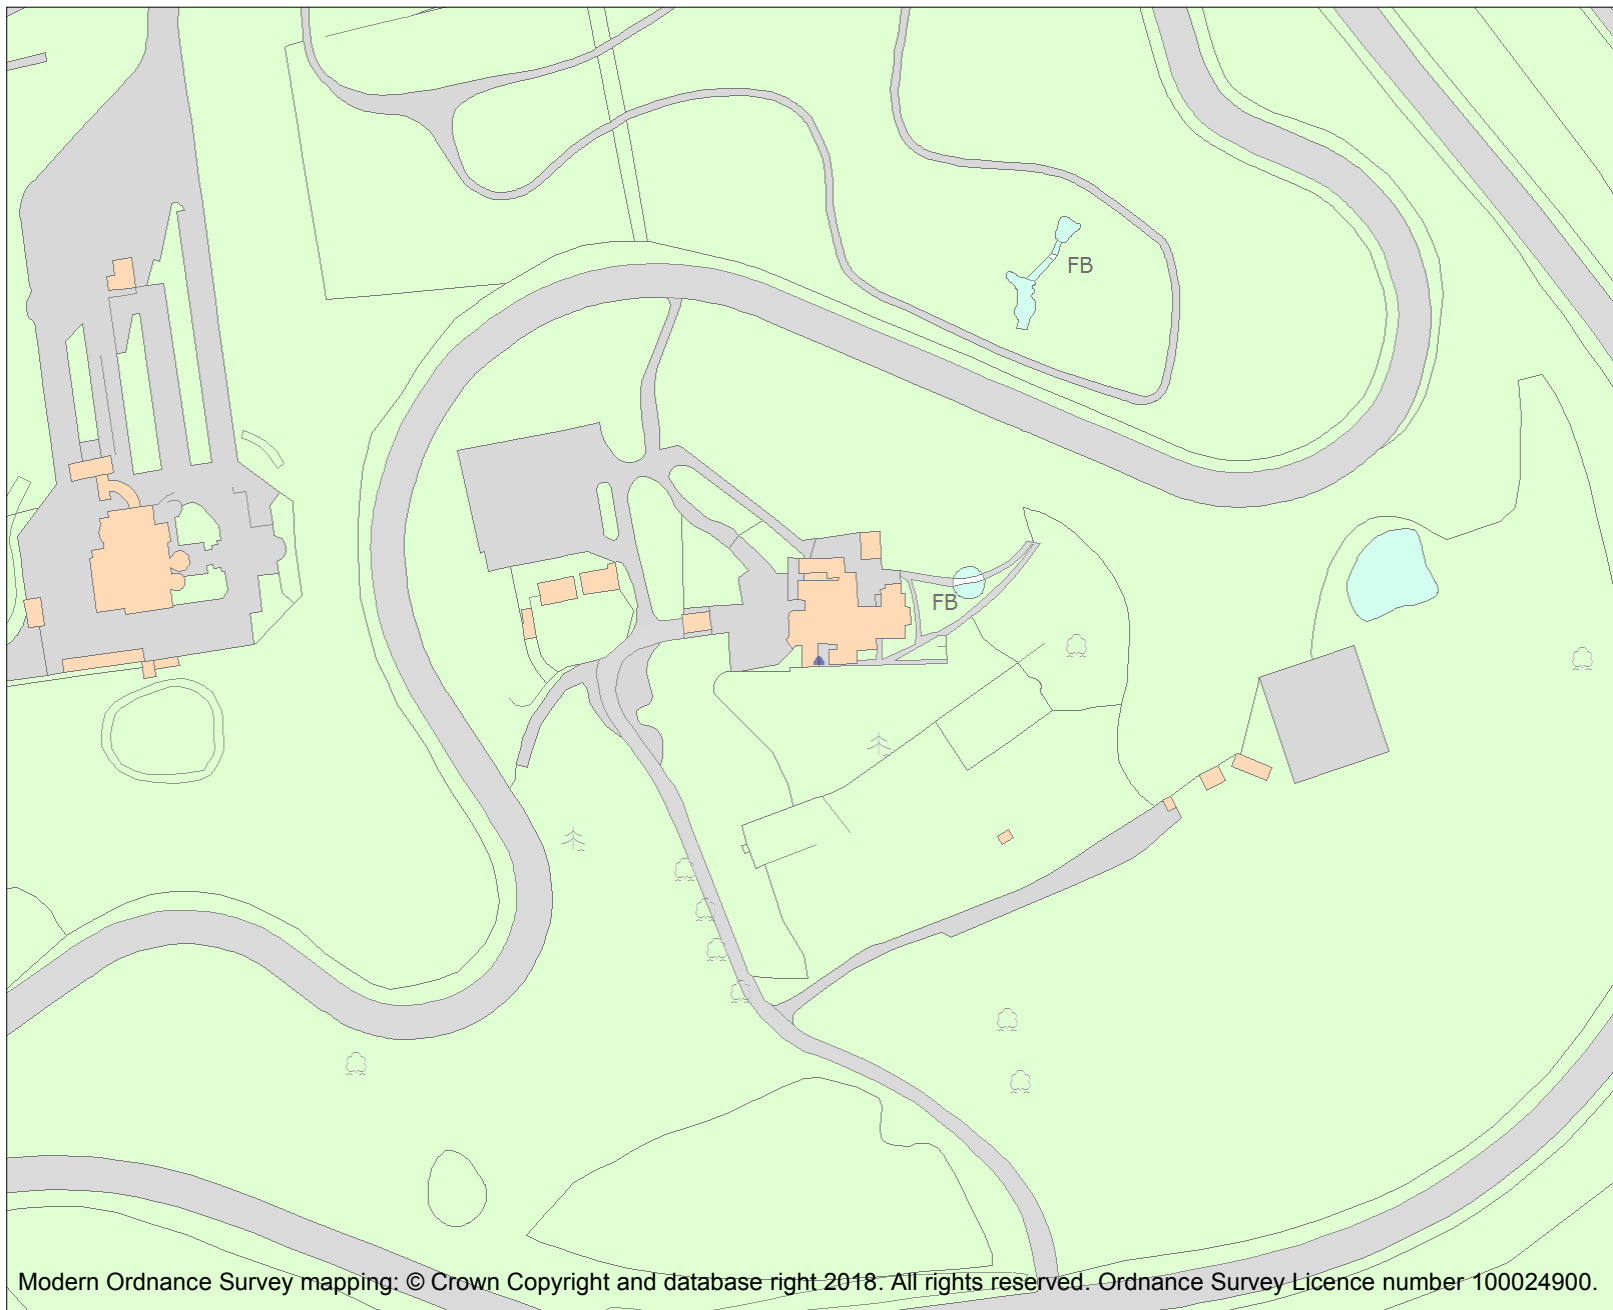 FB
FB
Modern Ordnance Survey mapping: © Crown Copyright and database right 2018. All rights reserved. Ordnance Survey Licence number 100024900.